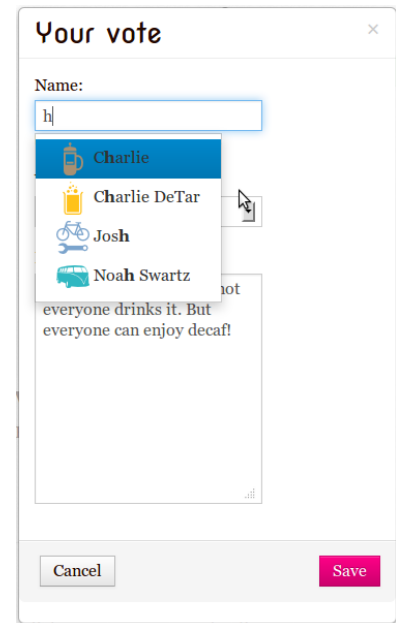 Your vote
×
Name:
h
Charlie
Charlie DeTar
Josh
Noah Swartz
not
everyone drinks it. But
everyone can enjoy decaf!
Cancel
Save